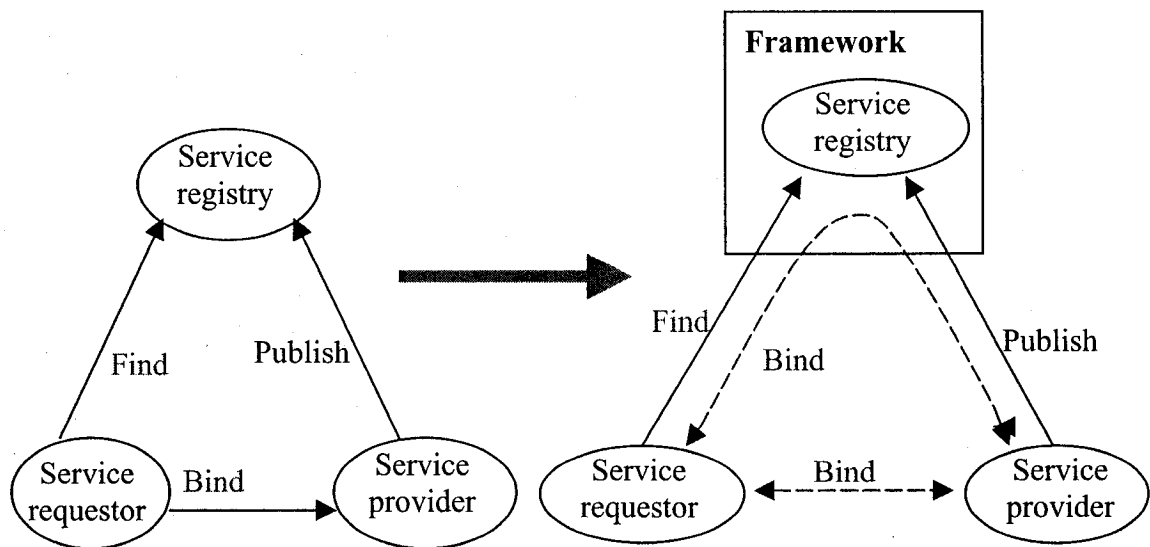 Service
registry
Find
Publish
Service
requestor
Bind
Service
provider
Framework
Service
registry
Find
Bind
Publish
Service
requestor
Bind
Service
provider